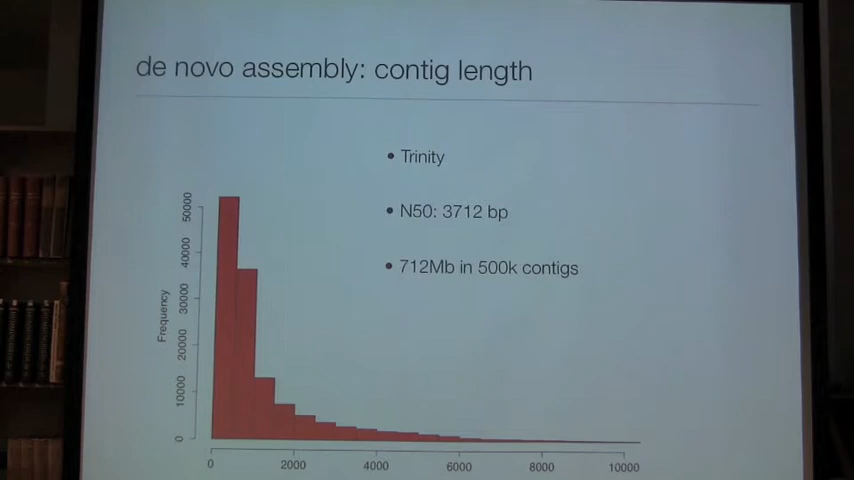 de novo assembly: contig length
• Trinity
• N50: 3712 bp
• 712Mb in 500k contigs
Frequency
50000
40000
30000
20000
10000
0
0 2000 4000 6000 8000 10000